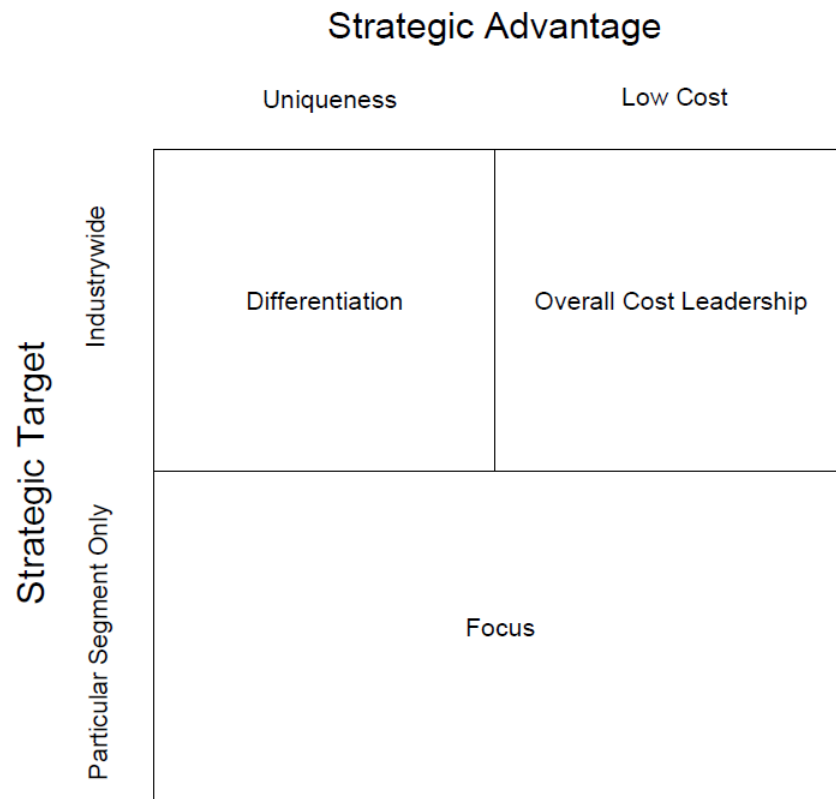 Strategic Advantage
Uniqueness
Low Cost
Strategic Target
Industrywide
Differentiation
Overall Cost Leadership
Particular Segment Only
Focus